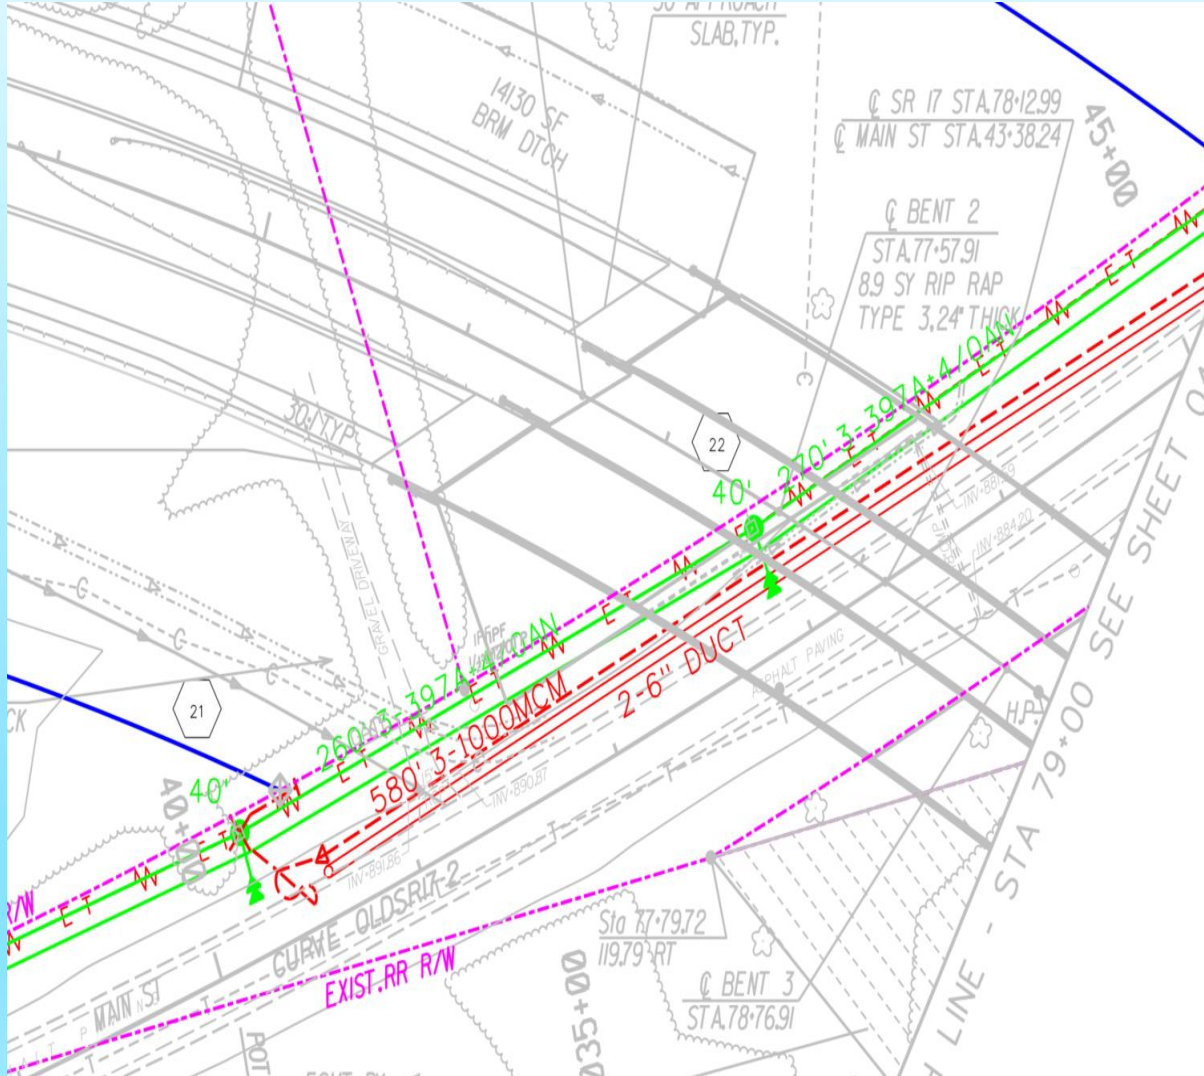 SLAB, TYP.
14130 SF
BRM DTCH
℄ SR 17 STA.78+12.99
℄ MAIN ST STA.43+38.24
45+00
℄ BENT 2
STA.77+57.91
8.9 SY RIP RAP
TYPE 3, 24" THICK
30:1 TYP
22
40'
270' 3-397A+4/0AN
E T
INV=884.20
GRAVEL DRIVEWAY
C
260' 3-397A+4/0AN
580' 3-1000MCM
2-6" DUCT
ASPHALT PAVING
21
CK
40'
40+00
INV=890.87
INV=891.86
H.P.
R/W
CURVE OLDSR17-2
EXIST. RR R/W
MAIN ST
Sta 77+79.72
119.79 RT
℄ BENT 3
STA.78+76.91
035+00
POT
H LINE - STA 79+00 SEE SHEET 04